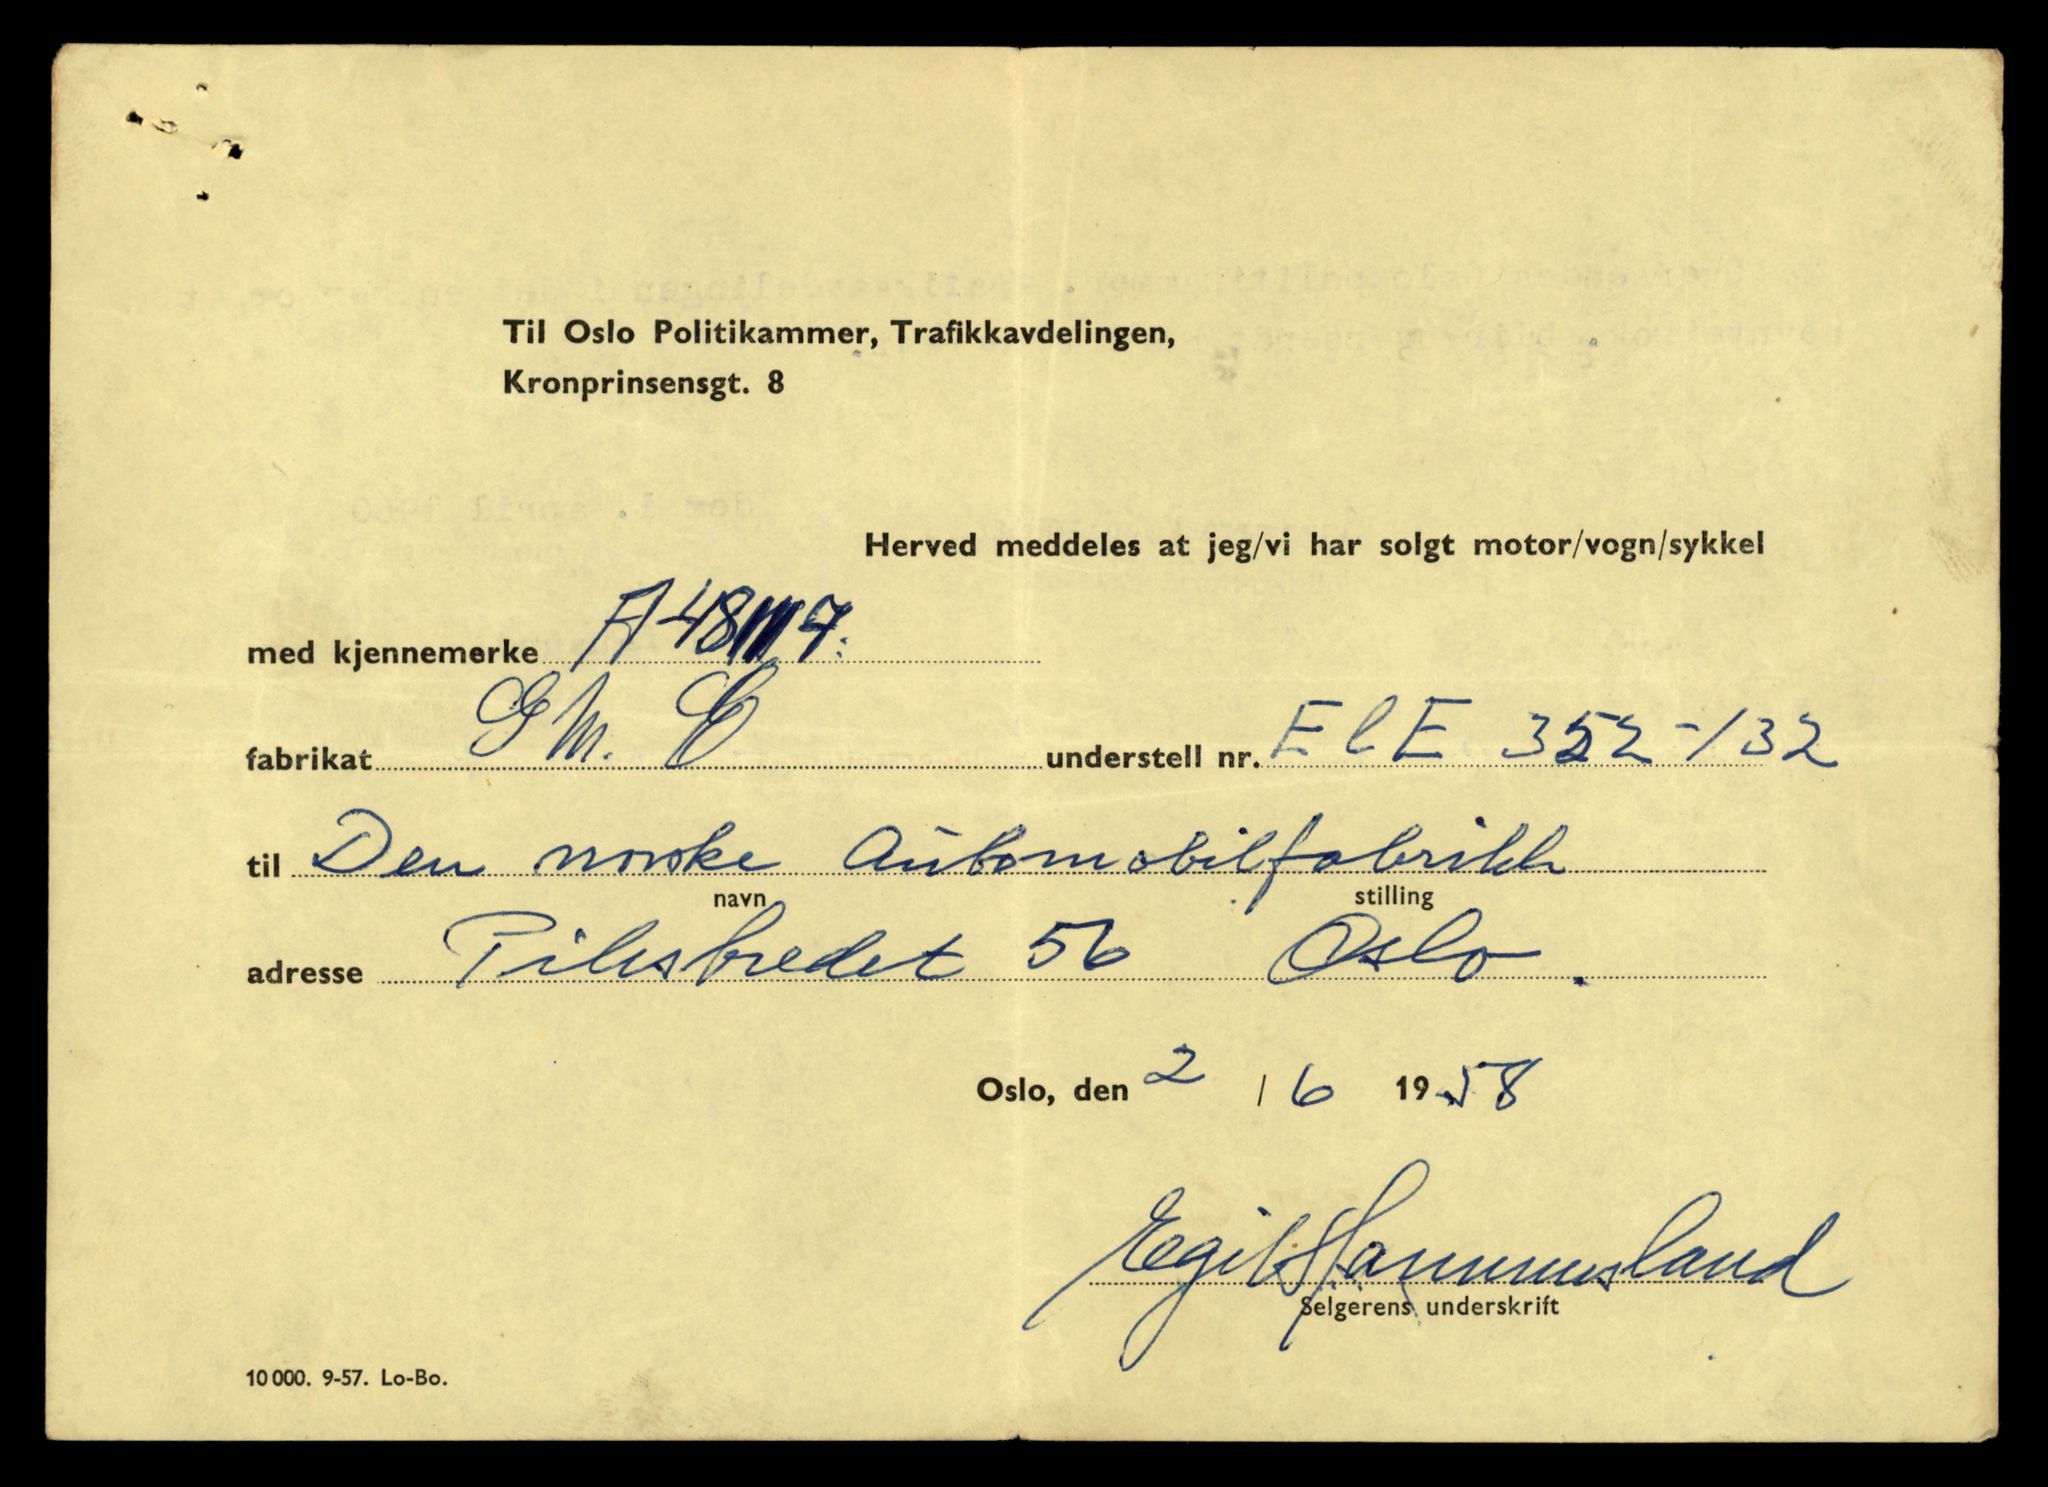 Til Oslo Politikammer, Trafikkavdelingen,
Kronprinsensgt. 8
Herved meddeles at jeg/vi har solgt motor/vogn/sykkel
med kjennemerke
fabrikat G M. C understell nr. ECE 352-132
til Den norske Automobilfabrikk
navn stilling
adresse Pilestredet 56 Oslo.
Oslo, den 2 / 6 1958
Egil Hammersland
Selgerens underskrift
10 000. 9-57. Lo-Bo.